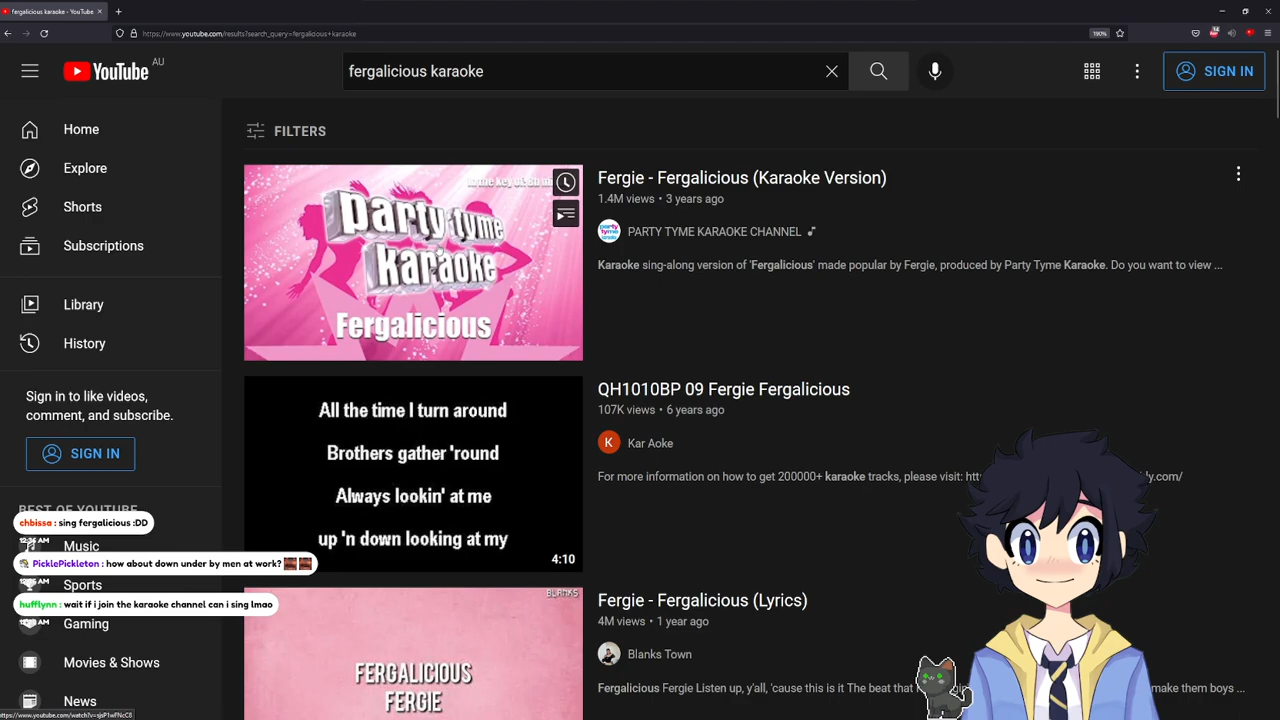 fergalicious karaoke - YouTube
https://www.youtube.com/results?search_query=fergalicious+karaoke
190%
YouTube
AU
fergalicious karaoke
SIGN IN
Home
Explore
Shorts
Subscriptions
Library
History
Sign in to like videos,
comment, and subscribe.
SIGN IN
BEST OF YOUTUBE
Music
Sports
Gaming
Movies & Shows
News
FILTERS
party tyme
karaoke
Fergalicious
Fergie - Fergalicious (Karaoke Version)
1.4M views • 3 years ago
PARTY TYME KARAOKE CHANNEL
Karaoke sing-along version of 'Fergalicious' made popular by Fergie, produced by Party Tyme Karaoke. Do you want to view ...
All the time I turn around
Brothers gather 'round
Always lookin' at me
up 'n down looking at my
4:10
QH1010BP 09 Fergie Fergalicious
107K views • 6 years ago
K
Kar Aoke
For more information on how to get 200000+ karaoke tracks, please visit:
BLANKS
FERGALICIOUS
FERGIE
Fergie - Fergalicious (Lyrics)
4M views • 1 year ago
Blanks Town
Fergalicious Fergie Listen up, y'all, 'cause this is it The beat that make them boys ...
chbissa : sing fergalicious :DD
PicklePickleton : how about down under by men at work?
hufflynn : wait if i join the karaoke channel can i sing lmao